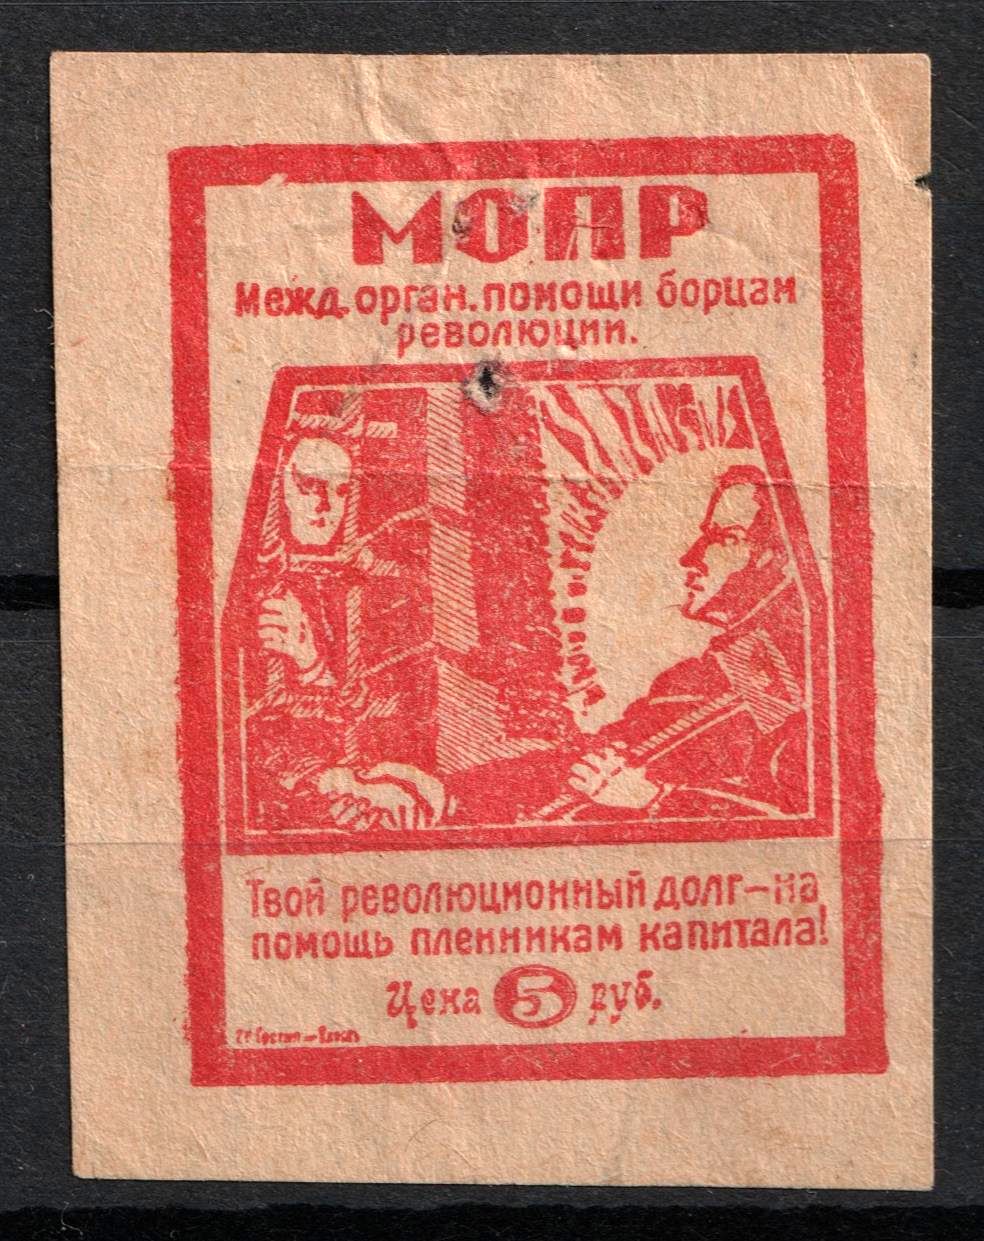 МОПР
Межд. орган. помощи борцам
революции.
Твой революционный долг — на
помощь пленникам капитала!
Цена 5 руб.